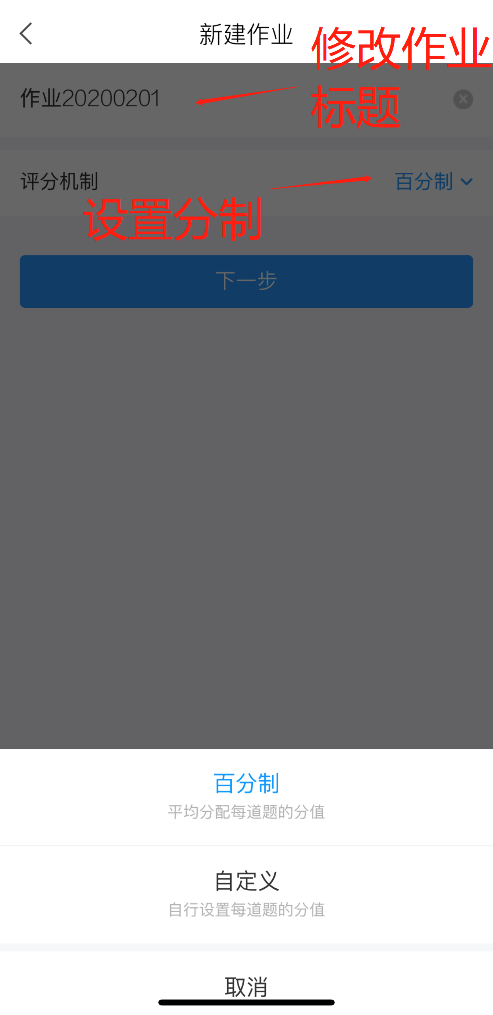 新建作业
修改作业
标题
作业20200201
评分机制
百分制
设置分制
下一步
百分制
平均分配每道题的分值
自定义
自行设置每道题的分值
取消